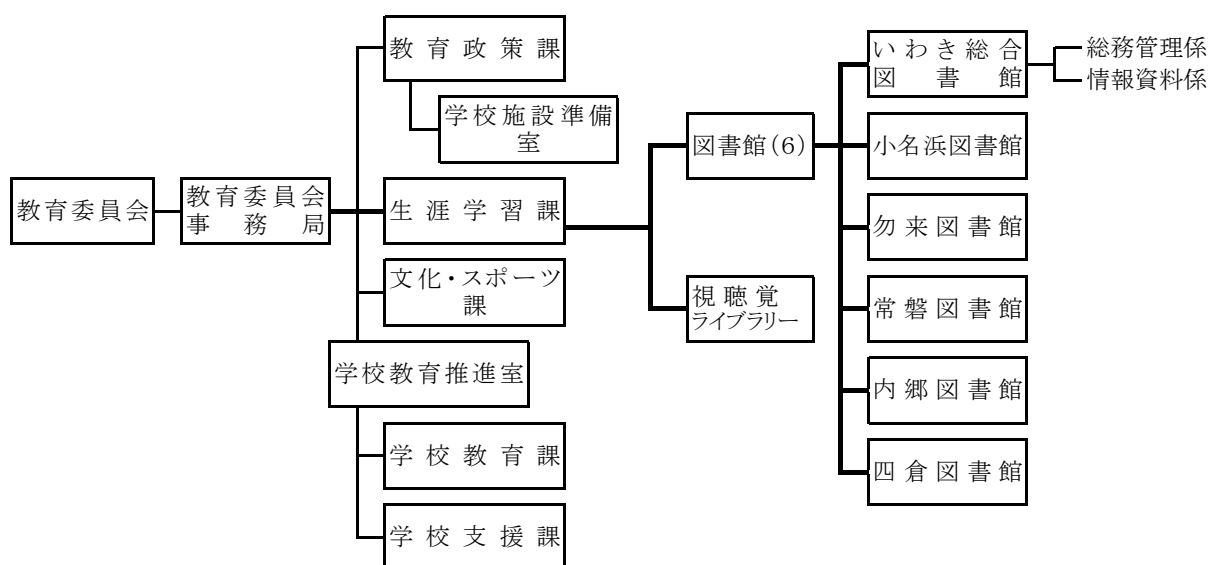 教育委員会
教育委員会
事務局
教育政策課
学校施設準備
室
生涯学習課
文化・スポーツ
課
学校教育推進室
学校教育課
学校支援課
図書館(6)
視聴覚
ライブラリー
いわき総合
図書館
総務管理係
情報資料係
小名浜図書館
勿来図書館
常磐図書館
内郷図書館
四倉図書館